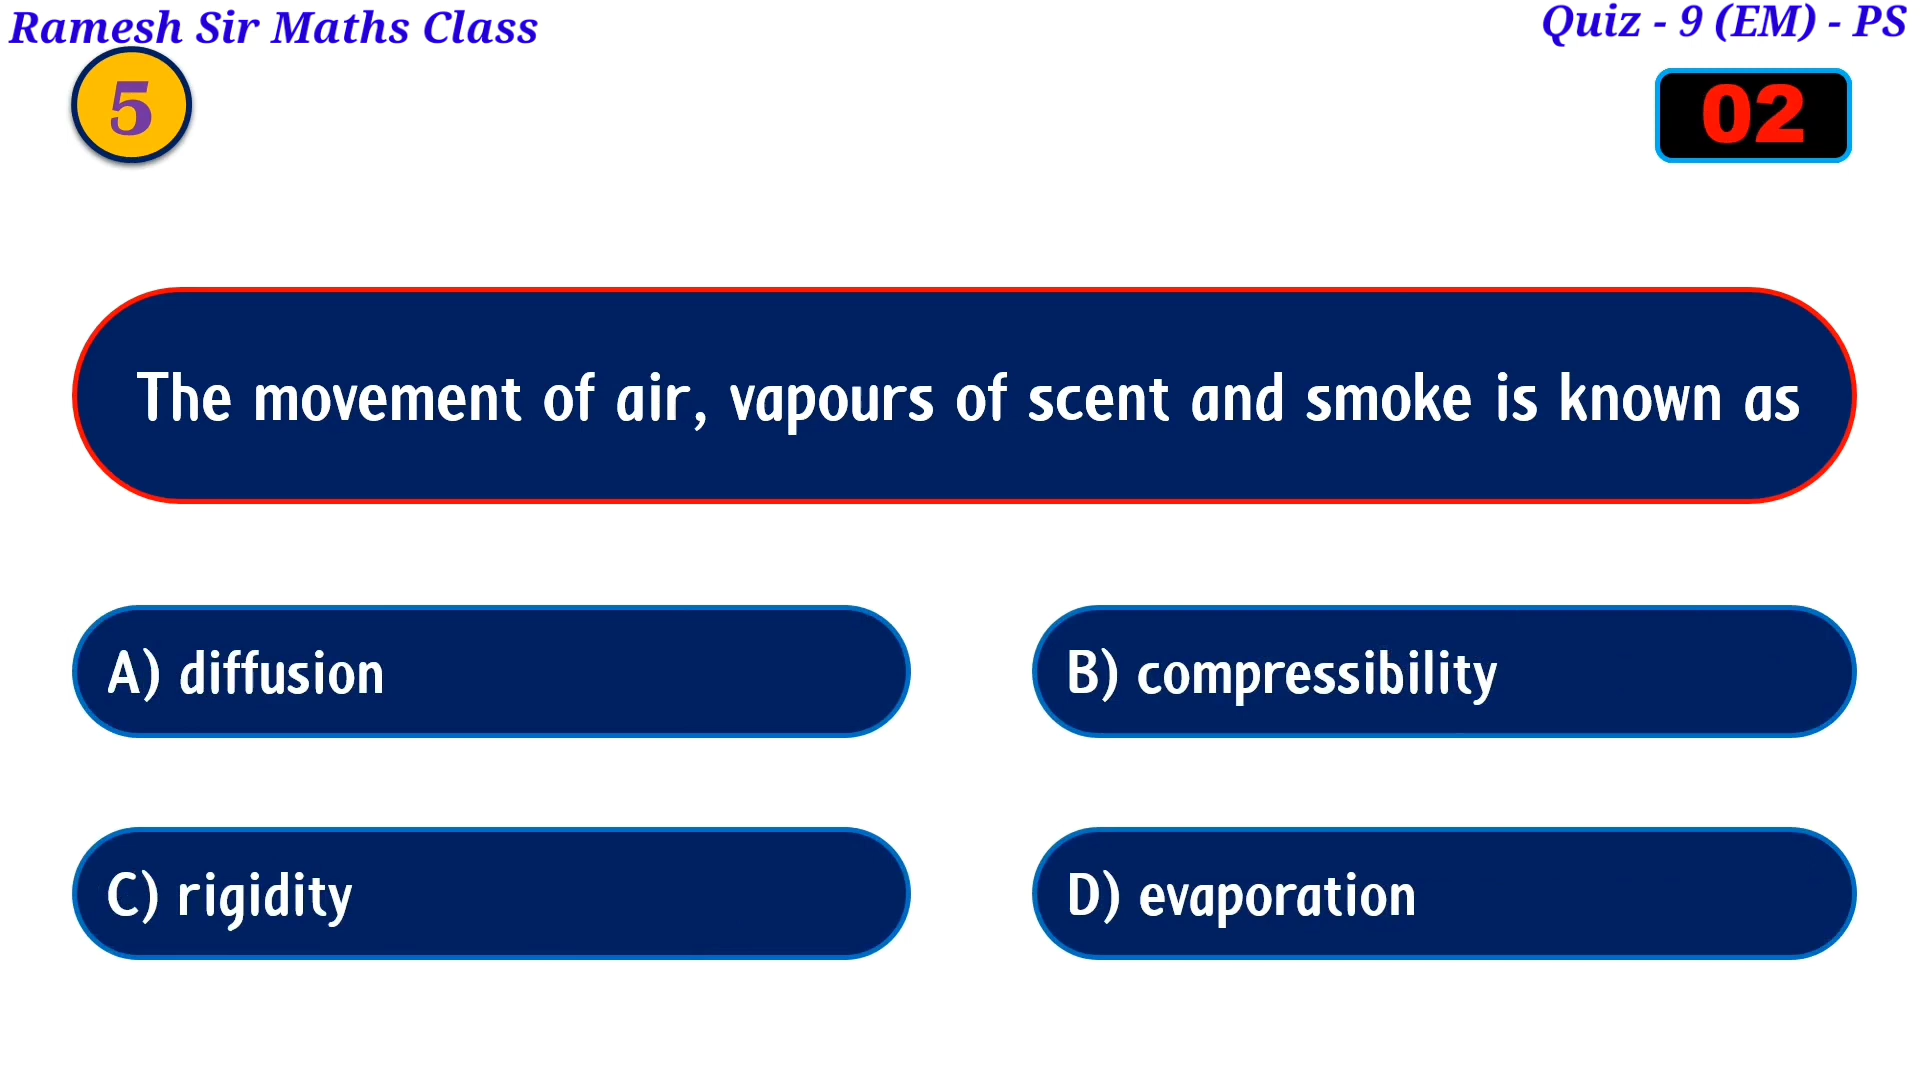 Ramesh Sir Maths Class
Quiz - 9 (EM) - PS
5
02
The movement of air, vapours of scent and smoke is known as
A) diffusion
B) compressibility
C) rigidity
D) evaporation